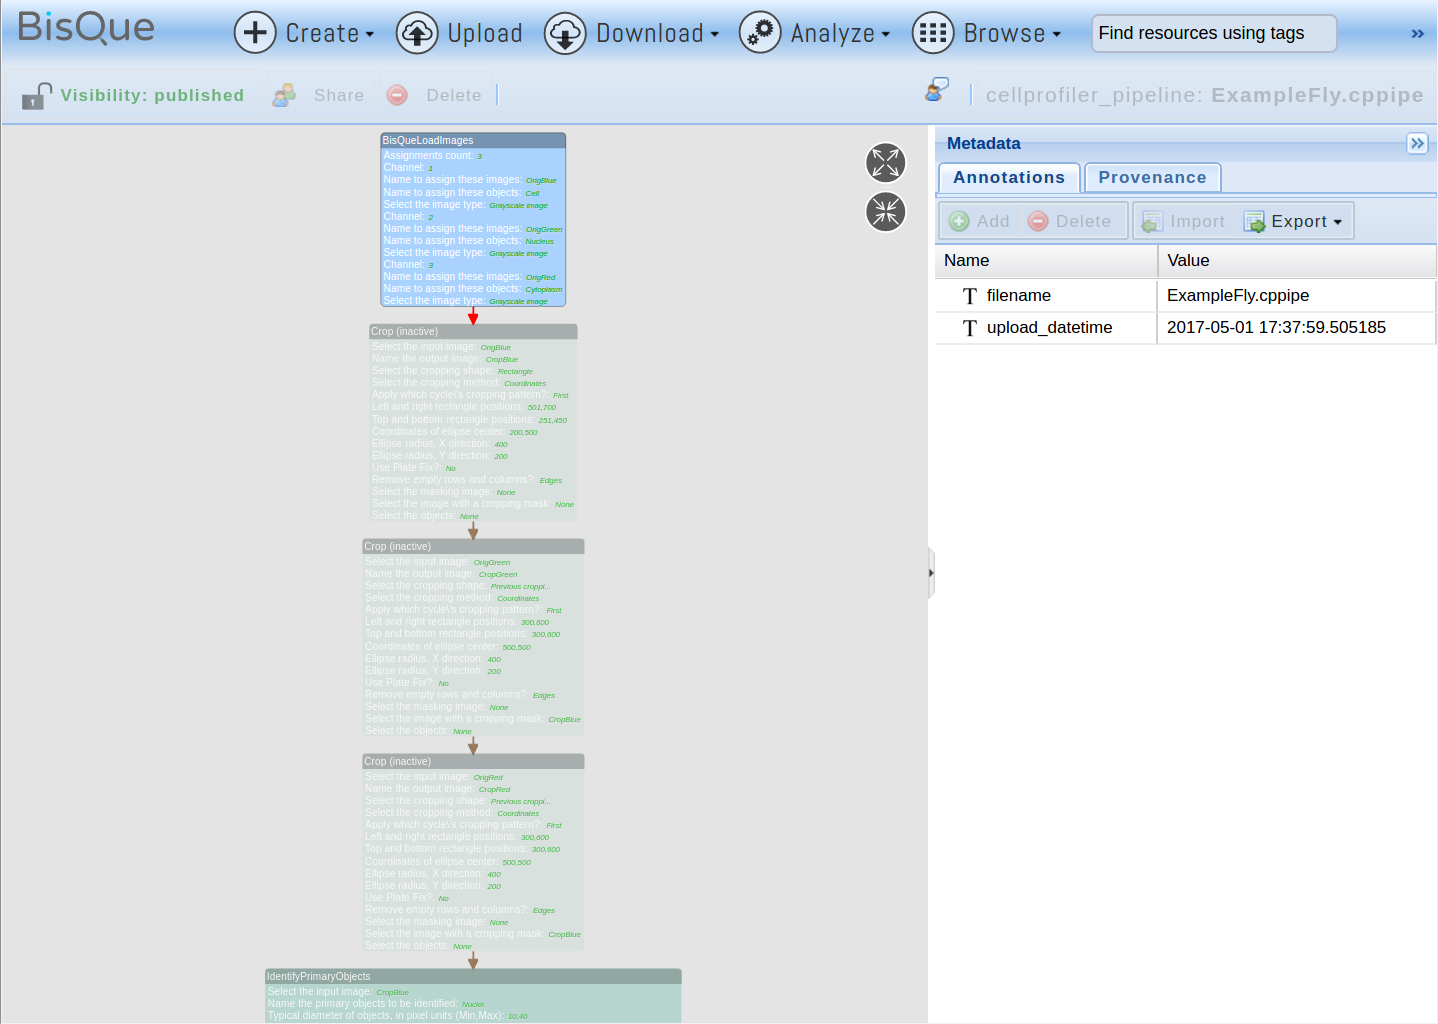 BisQue
Create
Upload
Download
Analyze
Browse
Find resources using tags
»
Visibility: published
Share
Delete
cellprofiler_pipeline: ExampleFly.cppipe
BisQueLoadImages
Assignments count: 3
Channel: 1
Name to assign these images: OrigBlue
Name to assign these objects: Cell
Select the image type: Grayscale image
Channel: 2
Name to assign these images: OrigGreen
Name to assign these objects: Nucleus
Select the image type: Grayscale image
Channel: 3
Name to assign these images: OrigRed
Name to assign these objects: Cytoplasm
Select the image type: Grayscale image
Crop (inactive)
Select the input image: OrigBlue
Name the output image: CropBlue
Select the cropping shape: Rectangle
Select the cropping method: Coordinates
Apply which cycle\'s cropping pattern?: First
Left and right rectangle positions: 501,700
Top and bottom rectangle positions: 251,450
Coordinates of ellipse center: 200,500
Ellipse radius, X direction: 400
Ellipse radius, Y direction: 200
Use Plate Fix?: No
Remove empty rows and columns?: Edges
Select the masking image: None
Select the image with a cropping mask: None
Select the objects: None
Crop (inactive)
Select the input image: OrigGreen
Name the output image: CropGreen
Select the cropping shape: Previous croppi...
Select the cropping method: Coordinates
Apply which cycle\'s cropping pattern?: First
Left and right rectangle positions: 300,600
Top and bottom rectangle positions: 300,600
Coordinates of ellipse center: 500,500
Ellipse radius, X direction: 400
Ellipse radius, Y direction: 200
Use Plate Fix?: No
Remove empty rows and columns?: Edges
Select the masking image: None
Select the image with a cropping mask: CropBlue
Select the objects: None
Crop (inactive)
Select the input image: OrigRed
Name the output image: CropRed
Select the cropping shape: Previous croppi...
Select the cropping method: Coordinates
Apply which cycle\'s cropping pattern?: First
Left and right rectangle positions: 300,600
Top and bottom rectangle positions: 300,600
Coordinates of ellipse center: 500,500
Ellipse radius, X direction: 400
Ellipse radius, Y direction: 200
Use Plate Fix?: No
Remove empty rows and columns?: Edges
Select the masking image: None
Select the image with a cropping mask: CropBlue
Select the objects: None
IdentifyPrimaryObjects
Select the input image: CropBlue
Name the primary objects to be identified: Nuclei
Typical diameter of objects, in pixel units (Min,Max): 10,40
Metadata
Annotations
Provenance
Add
Delete
Import
Export
Name
Value
T filename
ExampleFly.cppipe
T upload_datetime
2017-05-01 17:37:59.505185